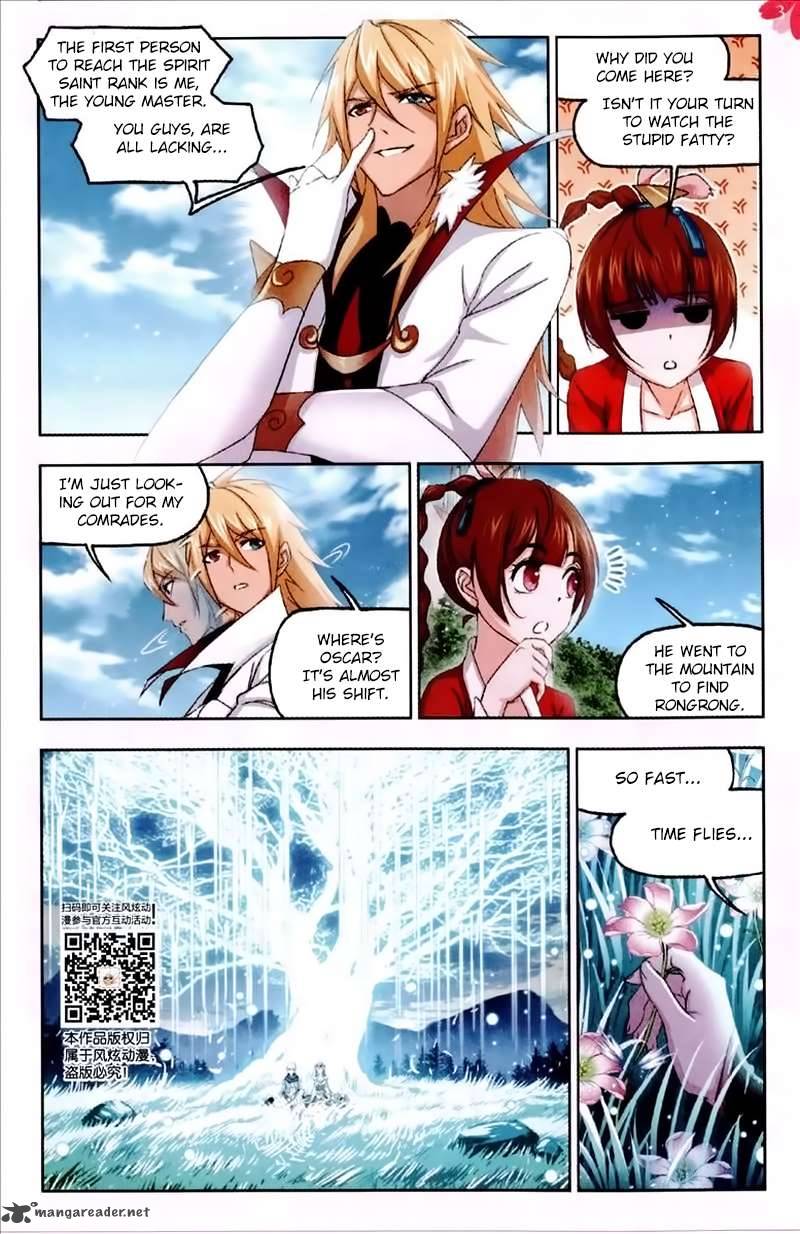 3
THE FIRST PERSON
TO REACH THE SPIRIT
SAINT RANK IS ME,
THE YOUNG MASTER.
YOU GUYS, ARE
ALL LACKING...
WHY DID YOU
COME HERE?
ISN'T IT YOUR TURN
TO WATCH THE
STUPID FATTY?
I'M JUST LOOK-
ING OUT FOR MY
COMRADES.
WHERE'S
OSCAR?
IT'S ALMOST
HIS SHIFT.
HE WENT TO
THE MOUNTAIN
TO FIND
RONGRONG.
扫码即可关注风炫动
漫参与官方互动活动!
本作品版权归
属于风炫动漫,
盗版必究!
SO FAST...
TIME FLIES...
mangareader.net